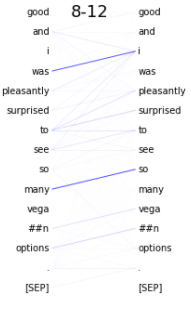 8-12
good good
and and
i i
was was
pleasantly pleasantly
surprised surprised
to to
see see
so so
many many
vega vega
##n ##n
options options
. .
[SEP] [SEP]